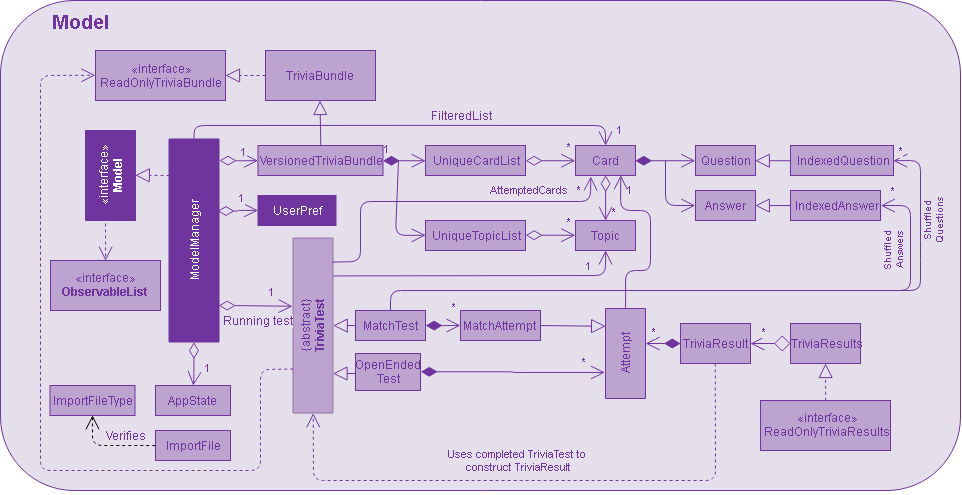 Model
«interface»
ReadOnlyTriviaBundle
TriviaBundle
FilteredList
1
«interface»
Model
ModelManager
1
VersionedTriviaBundle
1
UniqueCardList
*
Card
Question
IndexedQuestion
*
AttemptedCards
*
1
1
UserPref
*
Answer
IndexedAnswer
*
UniqueTopicList
*
Topic
Shuffled
Answers
Shuffled
Questions
«interface»
ObservableList
1
1
Running test
{abstract}
TriviaTest
MatchTest
*
MatchAttempt
Attempt
*
TriviaResult
*
TriviaResults
OpenEnded
Test
*
1
ImportFileType
AppState
Verifies
ImportFile
«interface»
ReadOnlyTriviaResults
Uses completed TriviaTest to
construct TriviaResult